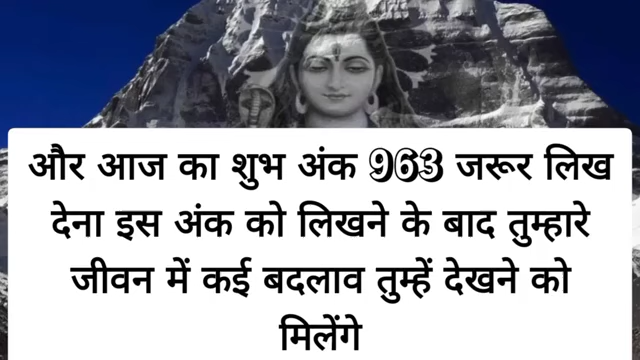 और आज का शुभ अंक 963 जरूर लिख
देना इस अंक को लिखने के बाद तुम्हारे
जीवन में कई बदलाव तुम्हें देखने को
मिलेंगे